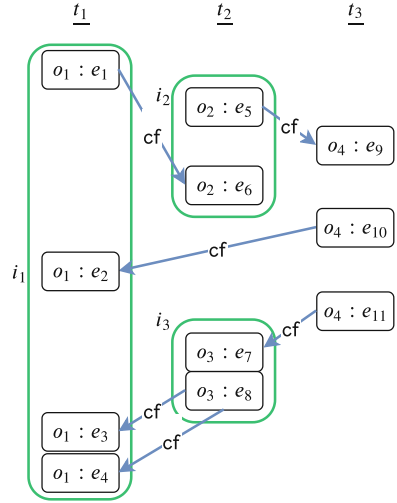 t₁ t₂ t₃
o₁ : e₁
i₂
o₂ : e₅
cf
cf
o₄ : e₉
o₂ : e₆
o₄ : e₁₀
cf
i₁
o₁ : e₂
o₄ : e₁₁
i₃
cf
o₃ : e₇
o₃ : e₈
cf
o₁ : e₃
cf
o₁ : e₄